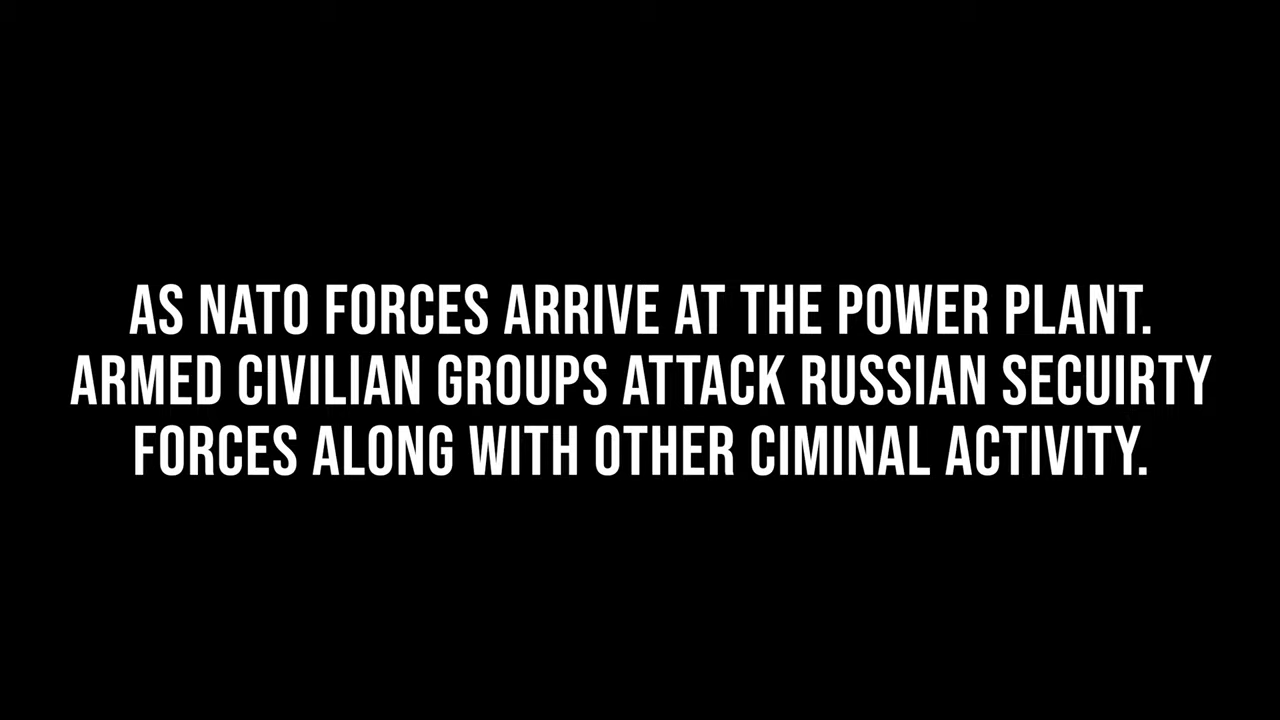 AS NATO FORCES ARRIVE AT THE POWER PLANT.
ARMED CIVILIAN GROUPS ATTACK RUSSIAN SECUIRTY
FORCES ALONG WITH OTHER CIMINAL ACTIVITY.